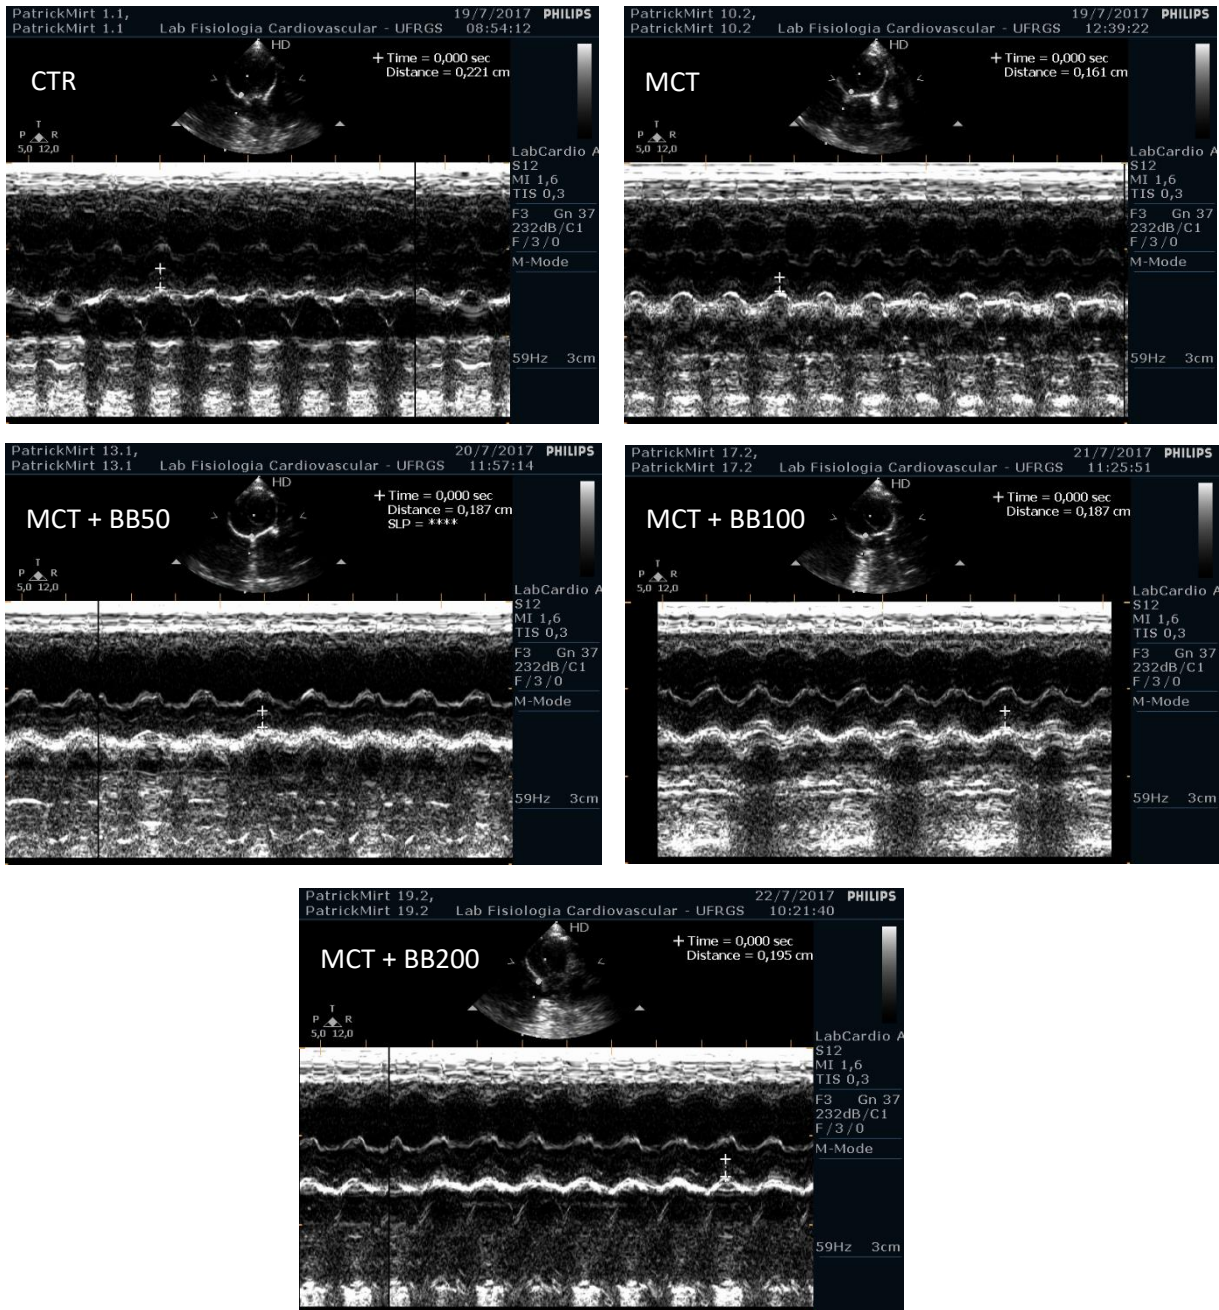 PatrickMirt 1.1, 19/7/2017 PHILIPS
PatrickMirt 1.1 Lab Fisiologia Cardiovascular - UFRGS 08:54:12
HD
+ Time = 0,000 sec
Distance = 0,221 cm
CTR
T
P R
5,0 12,0
LabCardio A
S12
MI 1,6
TIS 0,3
F3 Gn 37
232dB/C1
F/3/0
M-Mode
59Hz 3cm
PatrickMirt 10.2, 19/7/2017 PHILIPS
PatrickMirt 10.2 Lab Fisiologia Cardiovascular - UFRGS 12:39:22
HD
+ Time = 0,000 sec
Distance = 0,161 cm
MCT
T
P R
5,0 12,0
LabCardio A
S12
MI 1,6
TIS 0,3
F3 Gn 37
232dB/C1
F/3/0
M-Mode
59Hz 3cm
PatrickMirt 13.1, 20/7/2017 PHILIPS
PatrickMirt 13.1 Lab Fisiologia Cardiovascular - UFRGS 11:57:14
HD
+ Time = 0,000 sec
Distance = 0,187 cm
SLP = ****
MCT + BB50
T
P R
5,0 12,0
LabCardio A
S12
MI 1,6
TIS 0,3
F3 Gn 37
232dB/C1
F/3/0
M-Mode
59Hz 3cm
PatrickMirt 17.2, 21/7/2017 PHILIPS
PatrickMirt 17.2 Lab Fisiologia Cardiovascular - UFRGS 11:25:51
HD
+ Time = 0,000 sec
Distance = 0,187 cm
MCT + BB100
T
P R
5,0 12,0
LabCardio A
S12
MI 1,6
TIS 0,3
F3 Gn 37
232dB/C1
F/3/0
M-Mode
59Hz 3cm
PatrickMirt 19.2, 22/7/2017 PHILIPS
PatrickMirt 19.2 Lab Fisiologia Cardiovascular - UFRGS 10:21:40
HD
+ Time = 0,000 sec
Distance = 0,195 cm
MCT + BB200
T
P R
5,0 12,0
LabCardio A
S12
MI 1,6
TIS 0,3
F3 Gn 37
232dB/C1
F/3/0
M-Mode
59Hz 3cm